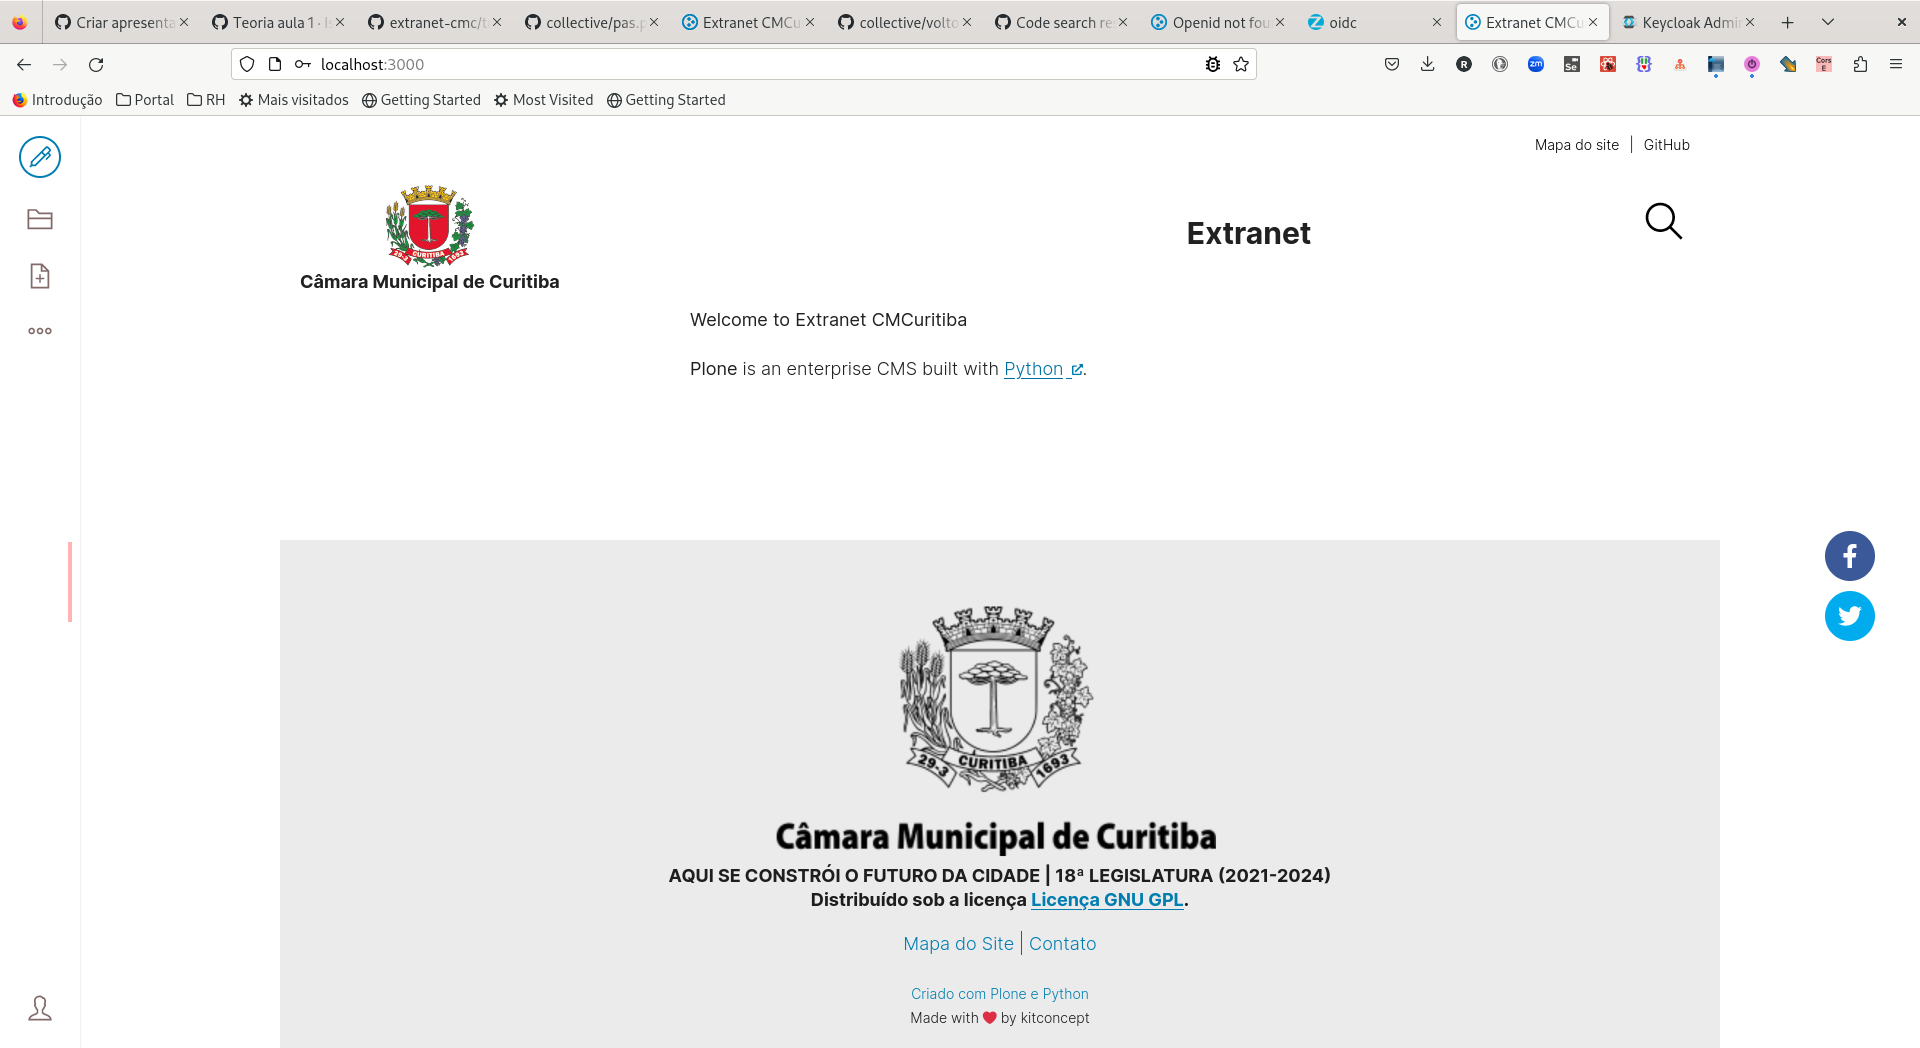 Criar apresenta
Teoria aula 1 · Is
extranet-cmc/t
collective/pas.p
Extranet CMCu
collective/volto
Code search re
Openid not fou
oidc
Extranet CMCu
Keycloak Admi
localhost:3000
Introdução
Portal
RH
Mais visitados
Getting Started
Most Visited
Getting Started
Mapa do site | GitHub
29-3 CURITIBA 1693
Câmara Municipal de Curitiba
Extranet
Welcome to Extranet CMCuritiba
Plone is an enterprise CMS built with Python.
29-3 CURITIBA 1693
Câmara Municipal de Curitiba
AQUI SE CONSTRÓI O FUTURO DA CIDADE | 18ª LEGISLATURA (2021-2024)
Distribuído sob a licença Licença GNU GPL.
Mapa do Site | Contato
Criado com Plone e Python
Made with ❤ by kitconcept